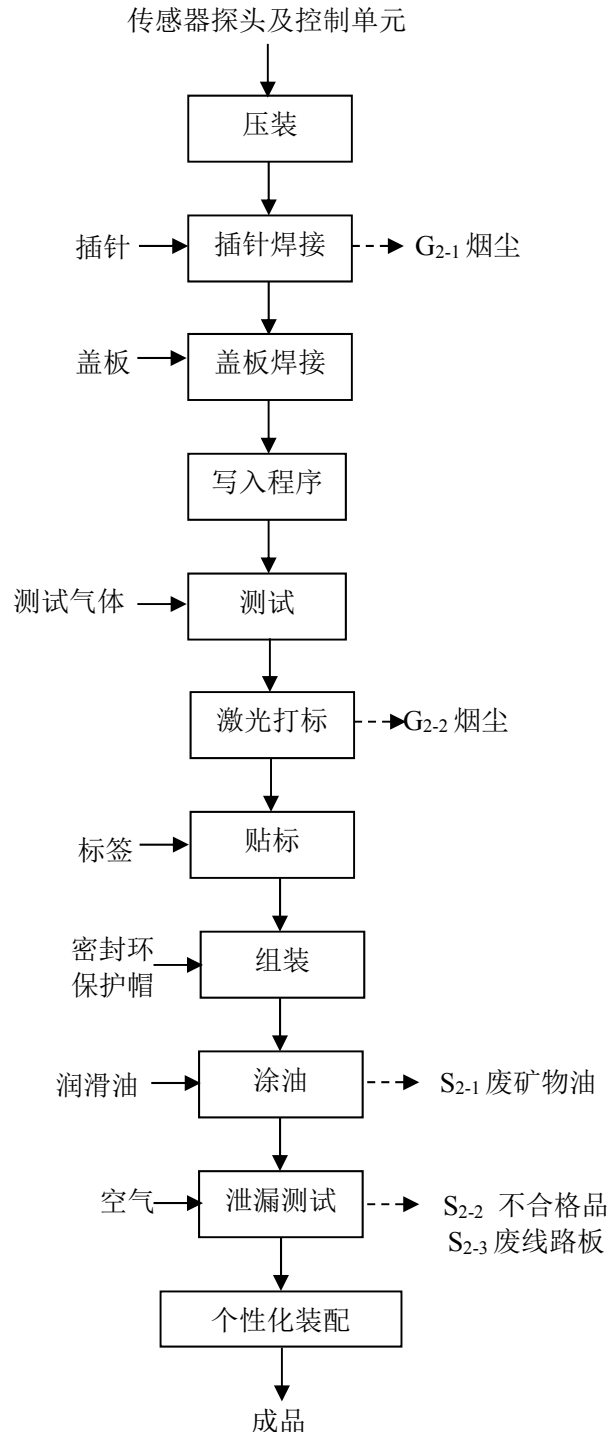 传感器探头及控制单元
压装
插针
插针焊接
G2-1 烟尘
盖板
盖板焊接
写入程序
测试气体
测试
激光打标
G2-2 烟尘
标签
贴标
密封环
保护帽
组装
润滑油
涂油
S2-1 废矿物油
空气
泄漏测试
S2-2 不合格品
S2-3 废线路板
个性化装配
成品